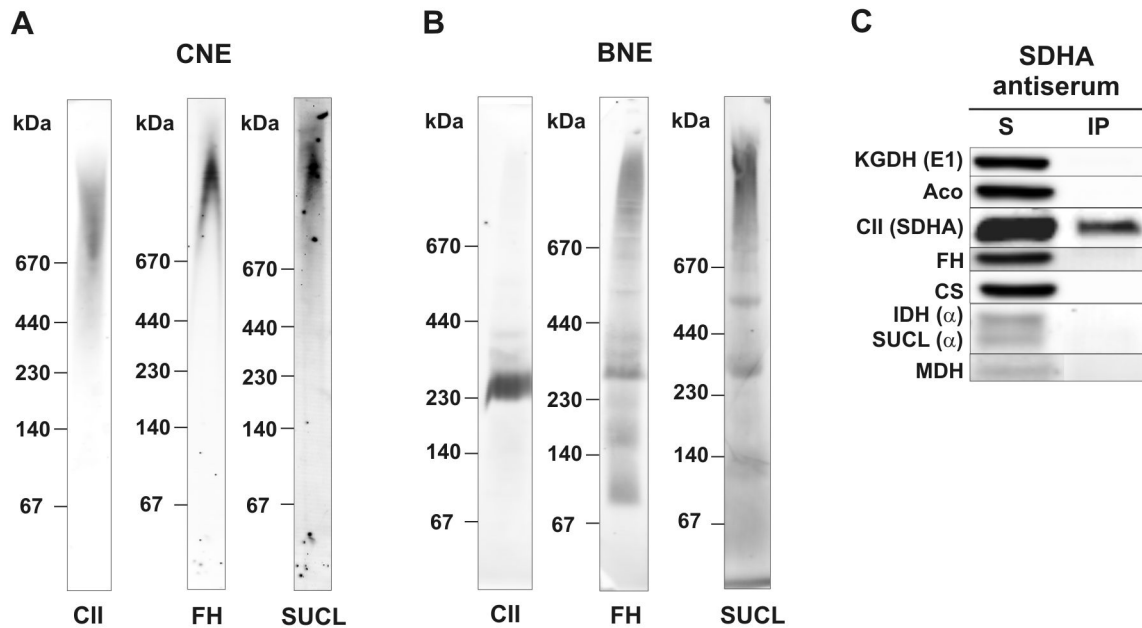 A
B
C
CNE
BNE
SDHA
antiserum
S IP
kDa kDa kDa
670 670 670
440 440 440
230 230 230
140 140 140
67 67 67
CII FH SUCL
kDa kDa kDa
670 670 670
440 440 440
230 230 230
140 140 140
67 67 67
CII FH SUCL
KGDH (E1)
Aco
CII (SDHA)
FH
CS
IDH (α)
SUCL (α)
MDH